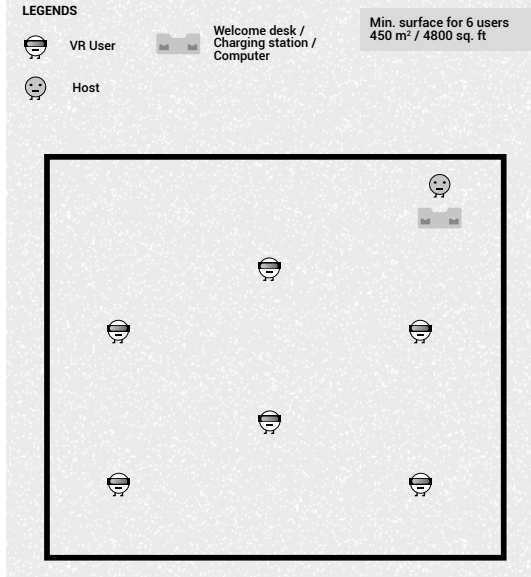 LEGENDS
VR User
Welcome desk /
Charging station /
Computer
Host
Min. surface for 6 users
450 m² / 4800 sq. ft